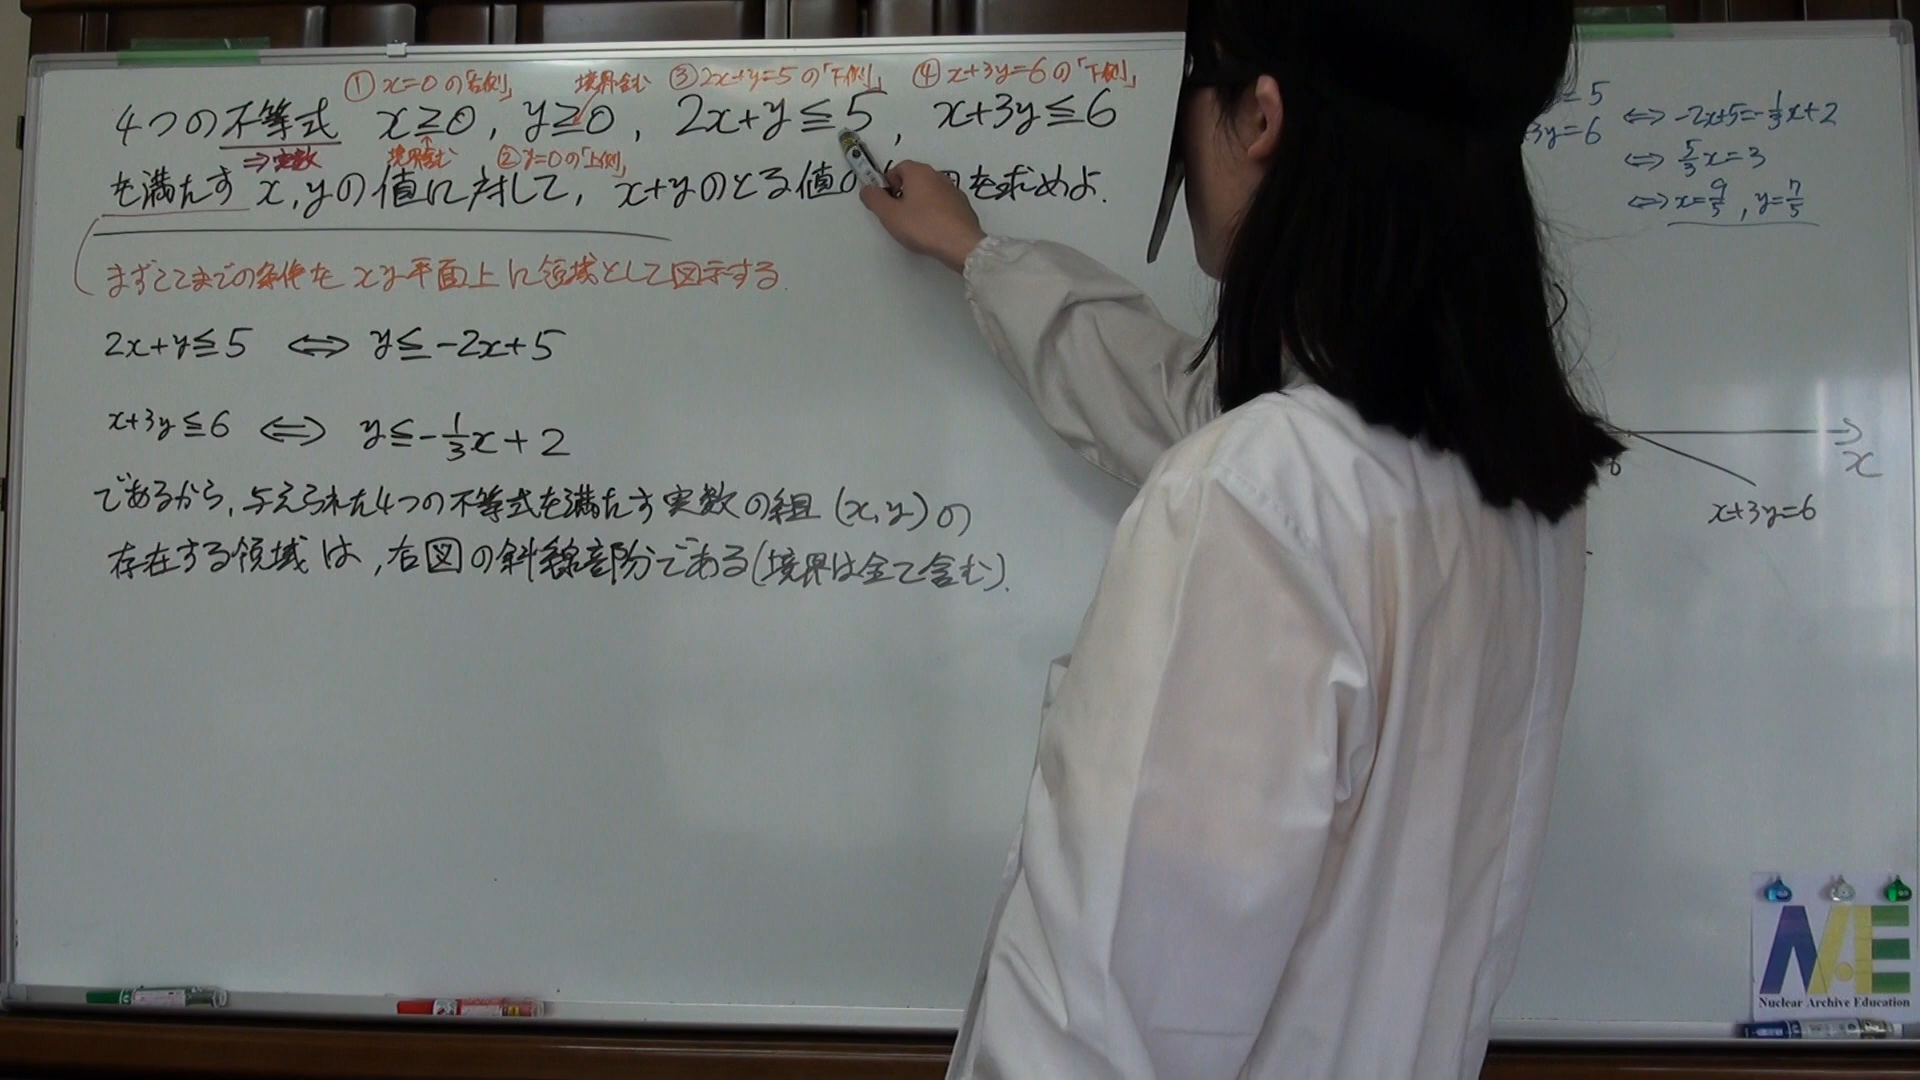 ① x=0の「右側」 境界含む ③2x+y=5の「下側」 ④x+3y=6の「下側」
4つの不等式 x≧0, y≧0, 2x+y≦5, x+3y≦6
⇒実数 境界含む ②y=0の「上側」
を満たす x,yの値に対して, x+yのとる値の を求めよ.
まずここまでの条件を xy平面上に領域として図示する.
2x+y≦5 ⇔ y≦-2x+5
x+3y≦6 ⇔ y≦-1/3x+2
であるから,与えられた4つの不等式を満たす実数の組(x,y)の
存在する領域は,右図の斜線部分である(境界は全て含む).
=5
3y=6 ⇔ -2x+5=-1/3x+2
⇔ 5/3x=3
⇔ x=9/5, y=7/5
x
6
x+3y=6
NAE
Nuclear Archive Education